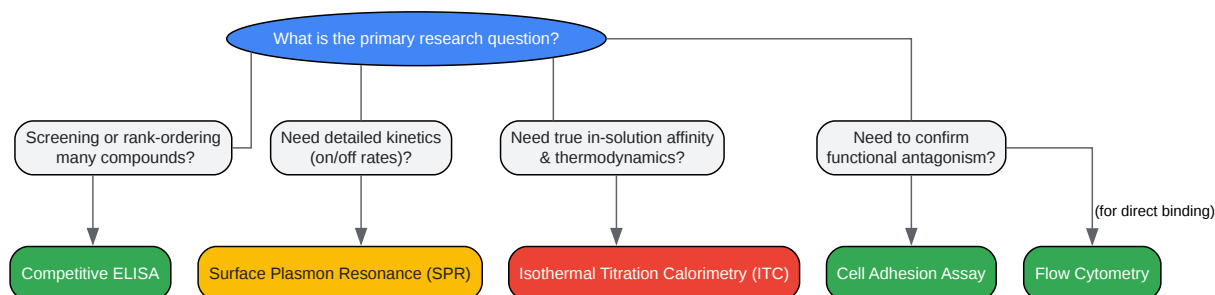 What is the primary research question?
Screening or rank-ordering
many compounds?
Need detailed kinetics
(on/off rates)?
Need true in-solution affinity
& thermodynamics?
Need to confirm
functional antagonism?
(for direct binding)
Competitive ELISA
Surface Plasmon Resonance (SPR)
Isothermal Titration Calorimetry (ITC)
Cell Adhesion Assay
Flow Cytometry